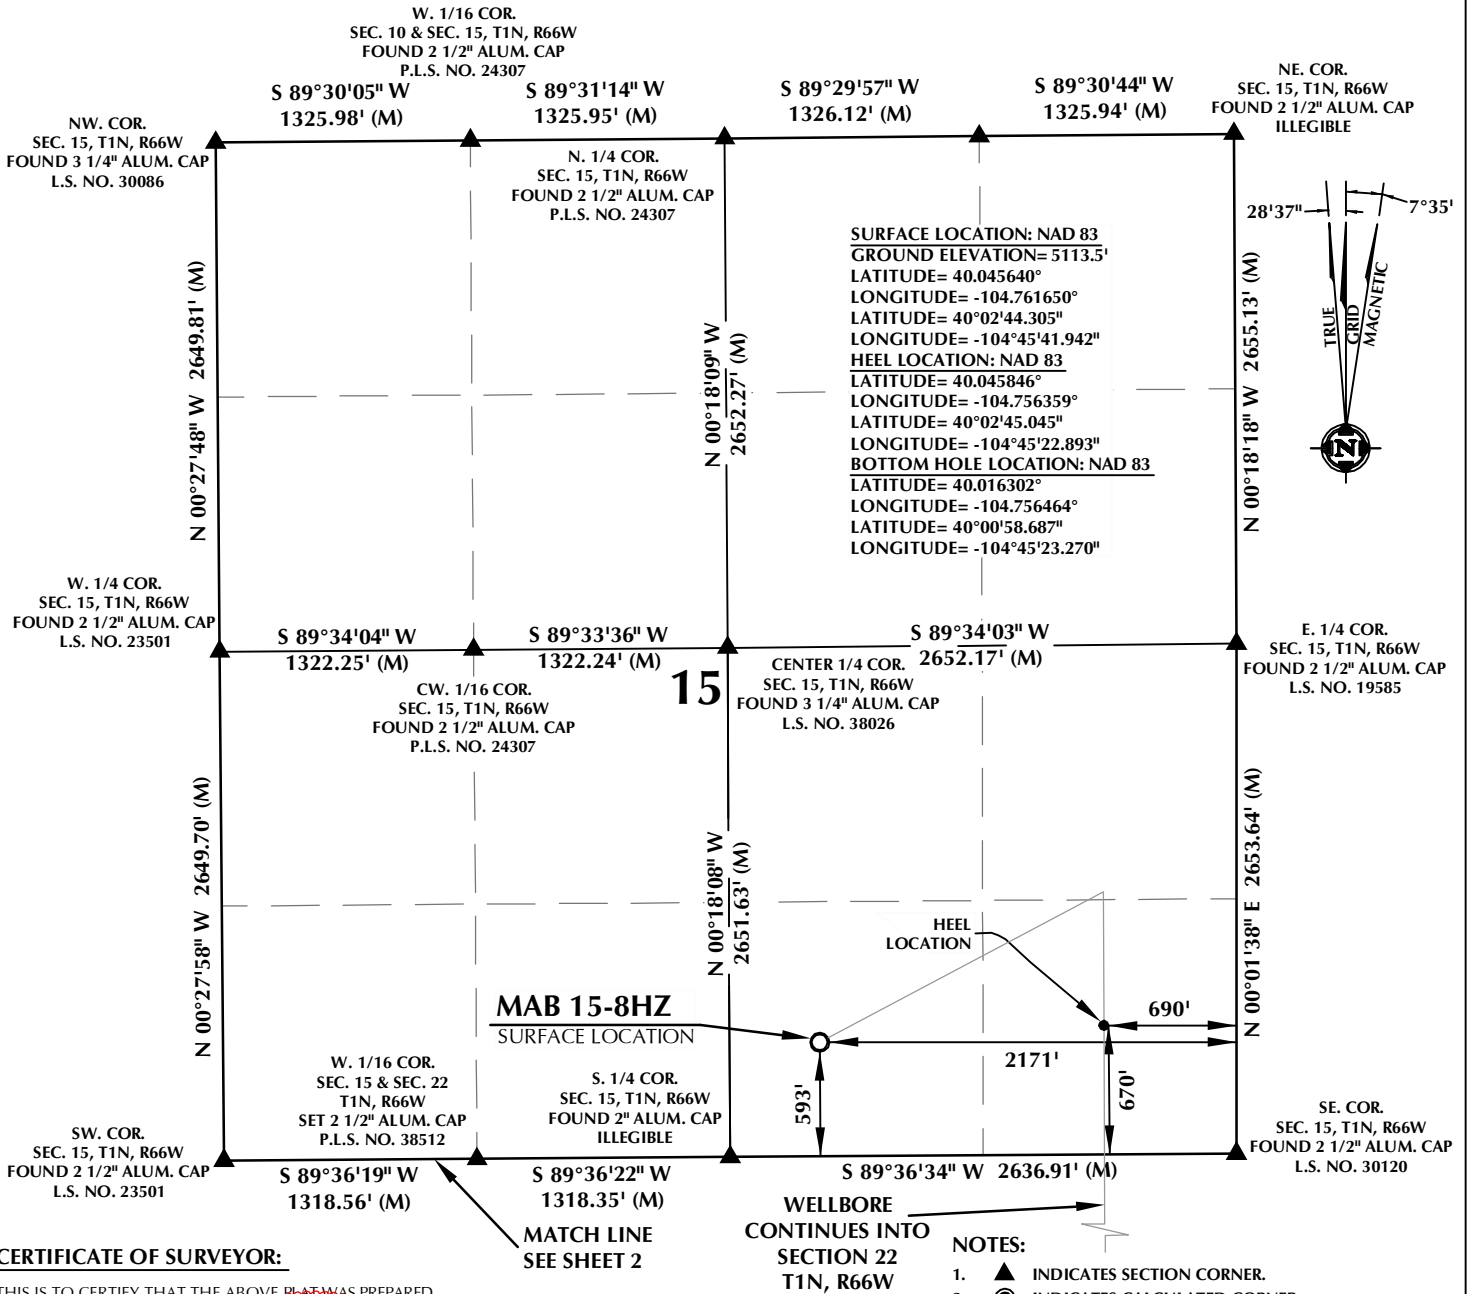 W. 1/16 COR.
SEC. 10 & SEC. 15, T1N, R66W
FOUND 2 1/2" ALUM. CAP
P.L.S. NO. 24307
S 89°30'05" W
1325.98' (M)
S 89°31'14" W
1325.95' (M)
S 89°29'57" W
1326.12' (M)
S 89°30'44" W
1325.94' (M)
NE. COR.
SEC. 15, T1N, R66W
FOUND 2 1/2" ALUM. CAP
ILLEGIBLE
NW. COR.
SEC. 15, T1N, R66W
FOUND 3 1/4" ALUM. CAP
L.S. NO. 30086
N. 1/4 COR.
SEC. 15, T1N, R66W
FOUND 2 1/2" ALUM. CAP
P.L.S. NO. 24307
28'37"
7°35'
TRUE
GRID
MAGNETIC
N
SURFACE LOCATION: NAD 83
GROUND ELEVATION= 5113.5'
LATITUDE= 40.045640°
LONGITUDE= -104.761650°
LATITUDE= 40°02'44.305"
LONGITUDE= -104°45'41.942"
HEEL LOCATION: NAD 83
LATITUDE= 40.045846°
LONGITUDE= -104.756359°
LATITUDE= 40°02'45.045"
LONGITUDE= -104°45'22.893"
BOTTOM HOLE LOCATION: NAD 83
LATITUDE= 40.016302°
LONGITUDE= -104.756464°
LATITUDE= 40°00'58.687"
LONGITUDE= -104°45'23.270"
N 00°27'48" W 2649.81' (M)
N 00°18'09" W
2652.27' (M)
N 00°18'18" W 2655.13' (M)
W. 1/4 COR.
SEC. 15, T1N, R66W
FOUND 2 1/2" ALUM. CAP
L.S. NO. 23501
S 89°34'04" W
1322.25' (M)
S 89°33'36" W
1322.24' (M)
S 89°34'03" W
2652.17' (M)
E. 1/4 COR.
SEC. 15, T1N, R66W
FOUND 2 1/2" ALUM. CAP
L.S. NO. 19585
CW. 1/16 COR.
SEC. 15, T1N, R66W
FOUND 2 1/2" ALUM. CAP
P.L.S. NO. 24307
15
CENTER 1/4 COR.
SEC. 15, T1N, R66W
FOUND 3 1/4" ALUM. CAP
L.S. NO. 38026
N 00°27'58" W 2649.70' (M)
N 00°18'08" W
2651.63' (M)
N 00°01'38" E 2653.64' (M)
HEEL
LOCATION
MAB 15-8HZ
SURFACE LOCATION
690'
2171'
593'
670'
W. 1/16 COR.
SEC. 15 & SEC. 22
T1N, R66W
SET 2 1/2" ALUM. CAP
P.L.S. NO. 38512
S. 1/4 COR.
SEC. 15, T1N, R66W
FOUND 2" ALUM. CAP
ILLEGIBLE
SW. COR.
SEC. 15, T1N, R66W
FOUND 2 1/2" ALUM. CAP
L.S. NO. 23501
SE. COR.
SEC. 15, T1N, R66W
FOUND 2 1/2" ALUM. CAP
L.S. NO. 30120
S 89°36'19" W
1318.56' (M)
S 89°36'22" W
1318.35' (M)
S 89°36'34" W 2636.91' (M)
MATCH LINE
SEE SHEET 2
WELLBORE
CONTINUES INTO
SECTION 22
T1N, R66W
CERTIFICATE OF SURVEYOR:
THIS IS TO CERTIFY THAT THE ABOVE PLAT WAS PREPARED
NOTES:
1. INDICATES SECTION CORNER.
INDICATES CALCULATED CORNER